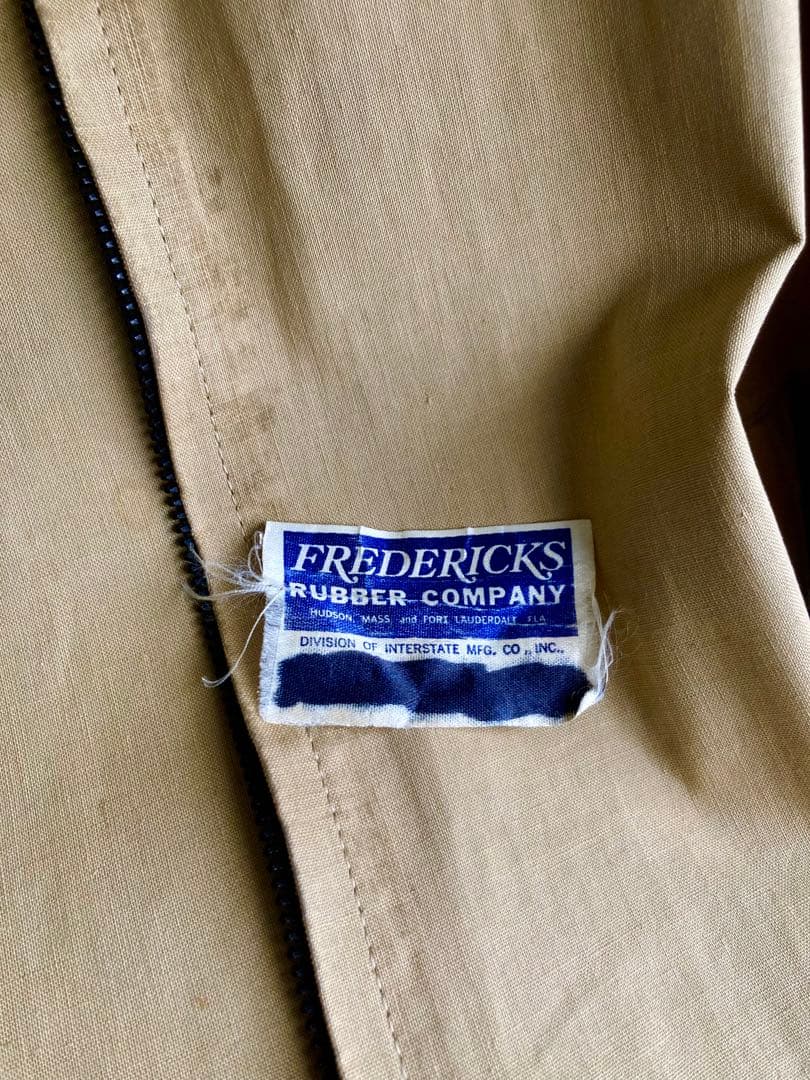 FREDERICKS
RUBBER COMPANY
HUDSON, MASS and FORT LAUDERDALE FLA
DIVISION OF INTERSTATE MFG. CO., INC.,